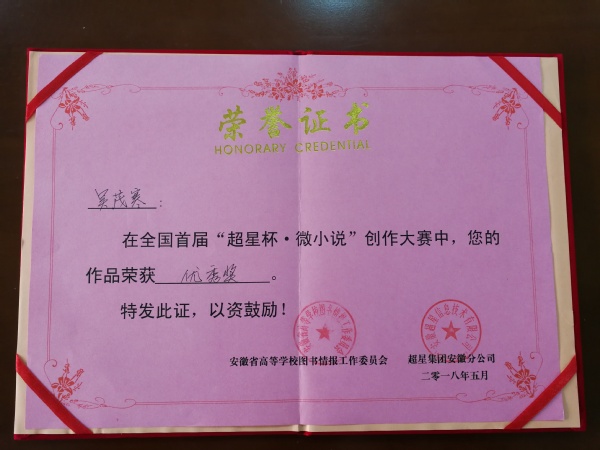 荣誉证书
HONORARY CREDENTIAL
吴茂寒：
在全国首届“超星杯·微小说”创作大赛中，您的
作品荣获优秀奖。
特发此证，以资鼓励！
安徽省高等学校图书情报工作委员会
超星集团安徽分公司
二零一八年五月